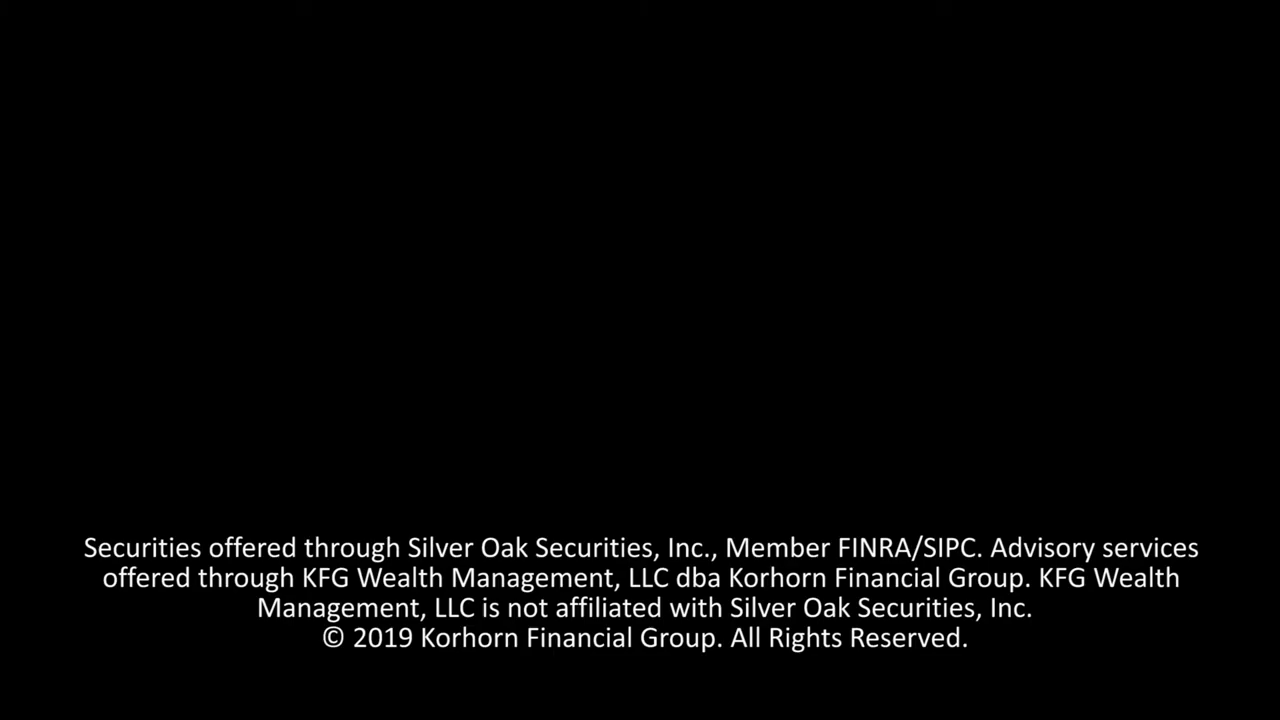 Securities offered through Silver Oak Securities, Inc., Member FINRA/SIPC. Advisory services
offered through KFG Wealth Management, LLC dba Korhorn Financial Group. KFG Wealth
Management, LLC is not affiliated with Silver Oak Securities, Inc.
© 2019 Korhorn Financial Group. All Rights Reserved.